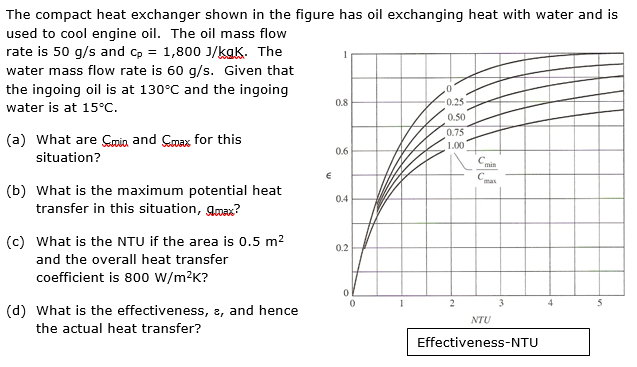 The compact heat exchanger shown in the figure has oil exchanging heat with water and is
used to cool engine oil. The oil mass flow
rate is 50 g/s and cp = 1,800 J/kgK. The
water mass flow rate is 60 g/s. Given that
the ingoing oil is at 130°C and the ingoing
water is at 15°C.
(a) What are Cmin and Cmax for this
situation?
(b) What is the maximum potential heat
transfer in this situation, qmax?
(c) What is the NTU if the area is 0.5 m²
and the overall heat transfer
coefficient is 800 W/m²K?
(d) What is the effectiveness, ε, and hence
the actual heat transfer?
1
0.8
0.6
ϵ
0.4
0.2
0
0
0.25
0.50
0.75
1.00
Cmin
Cmax
0 1 2 3 4 5
NTU
Effectiveness-NTU